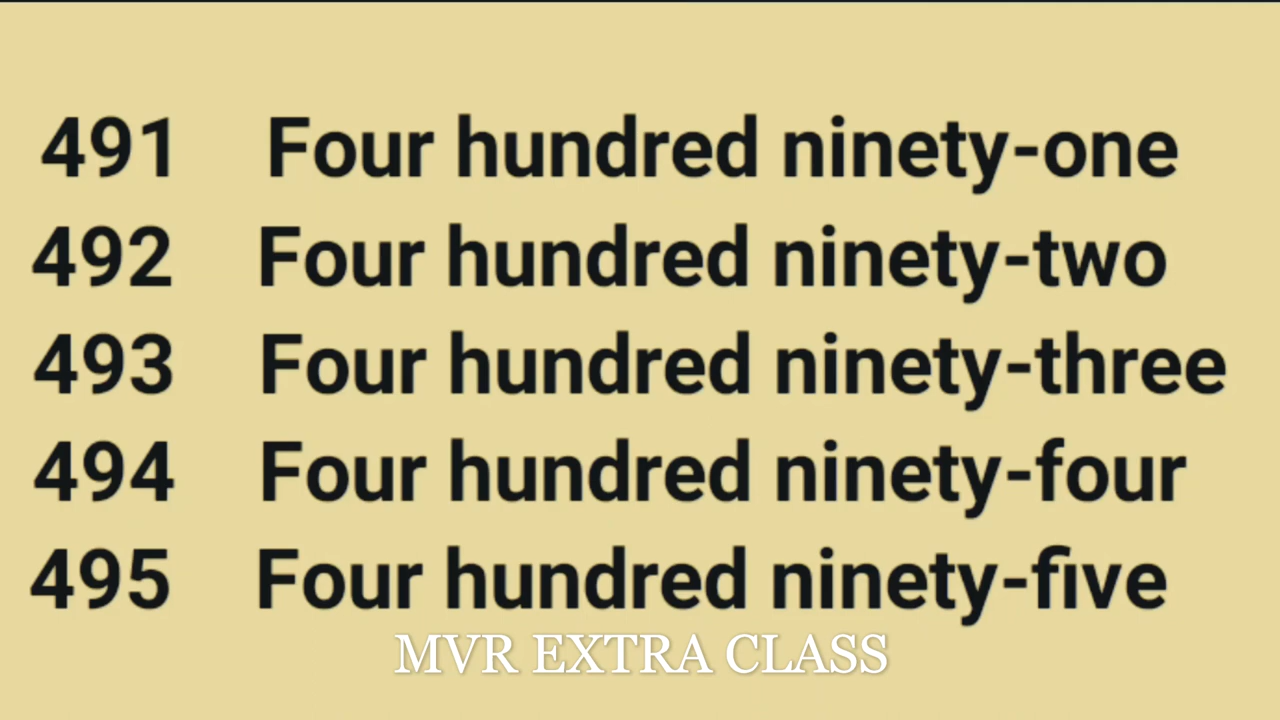 491 Four hundred ninety-one
492 Four hundred ninety-two
493 Four hundred ninety-three
494 Four hundred ninety-four
495 Four hundred ninety-five
MVR EXTRA CLASS